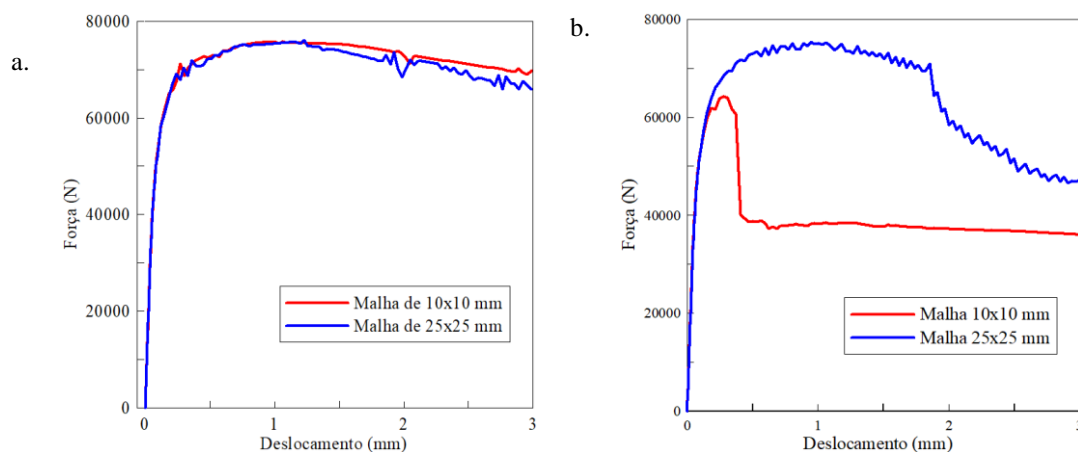 a.
80000
60000
40000
20000
0
Força (N)
Malha de 10x10 mm
Malha de 25x25 mm
0
1
2
3
Deslocamento (mm)
b.
80000
60000
40000
20000
0
Força (N)
Malha 10x10 mm
Malha 25x25 mm
0
1
2
Deslocamento (mm)